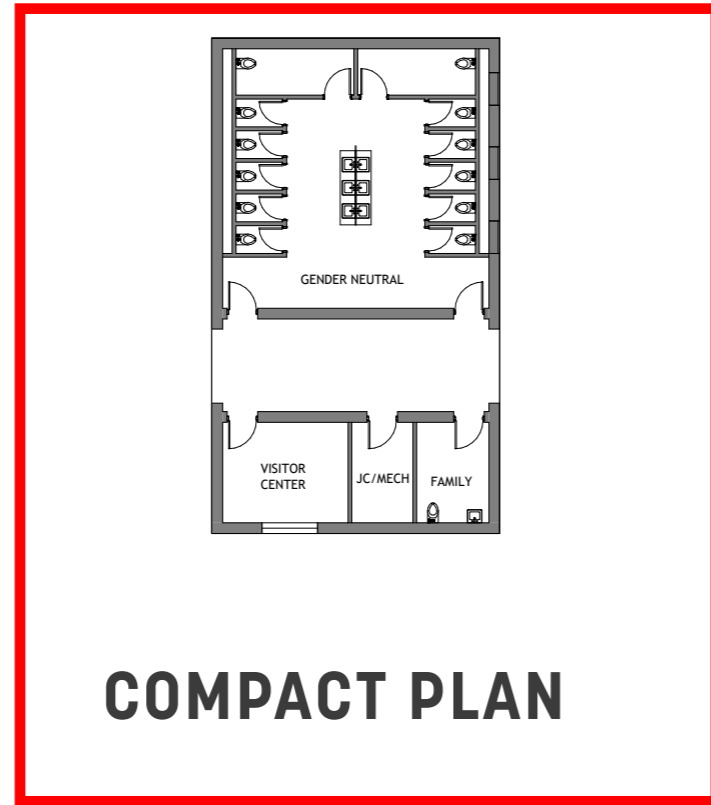 GENDER NEUTRAL
VISITOR
CENTER
JC/MECH
FAMILY
COMPACT PLAN